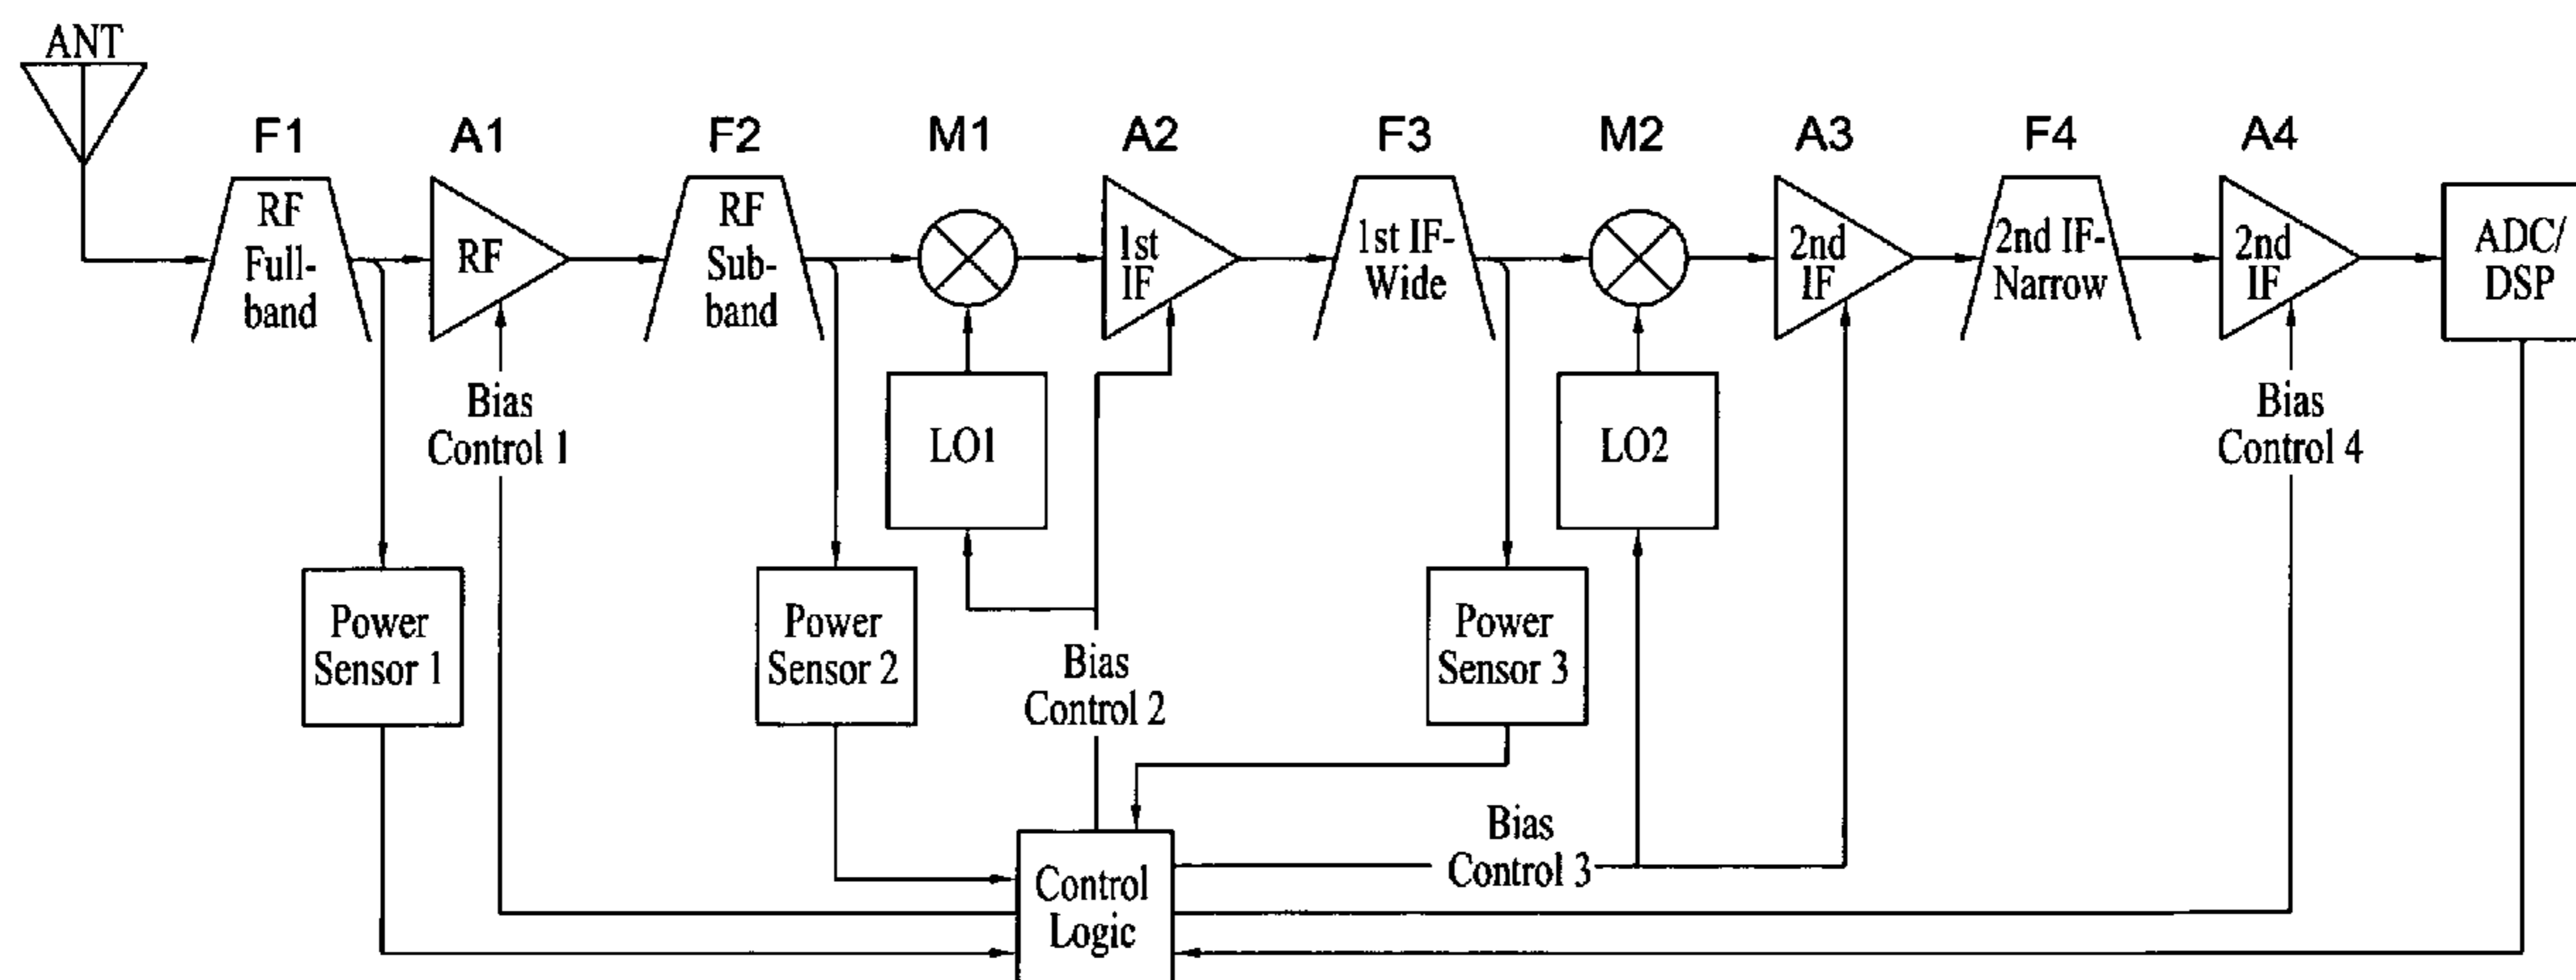 ANT
F1
A1
F2
M1
A2
F3
M2
A3
F4
A4
RF
Full-
band
RF
RF
Sub-
band
1st
IF
1st IF-
Wide
2nd
IF
2nd IF-
Narrow
2nd
IF
ADC/
DSP
Bias
Control 1
LO1
LO2
Bias
Control 4
Power
Sensor 1
Power
Sensor 2
Bias
Control 2
Power
Sensor 3
Bias
Control 3
Control
Logic